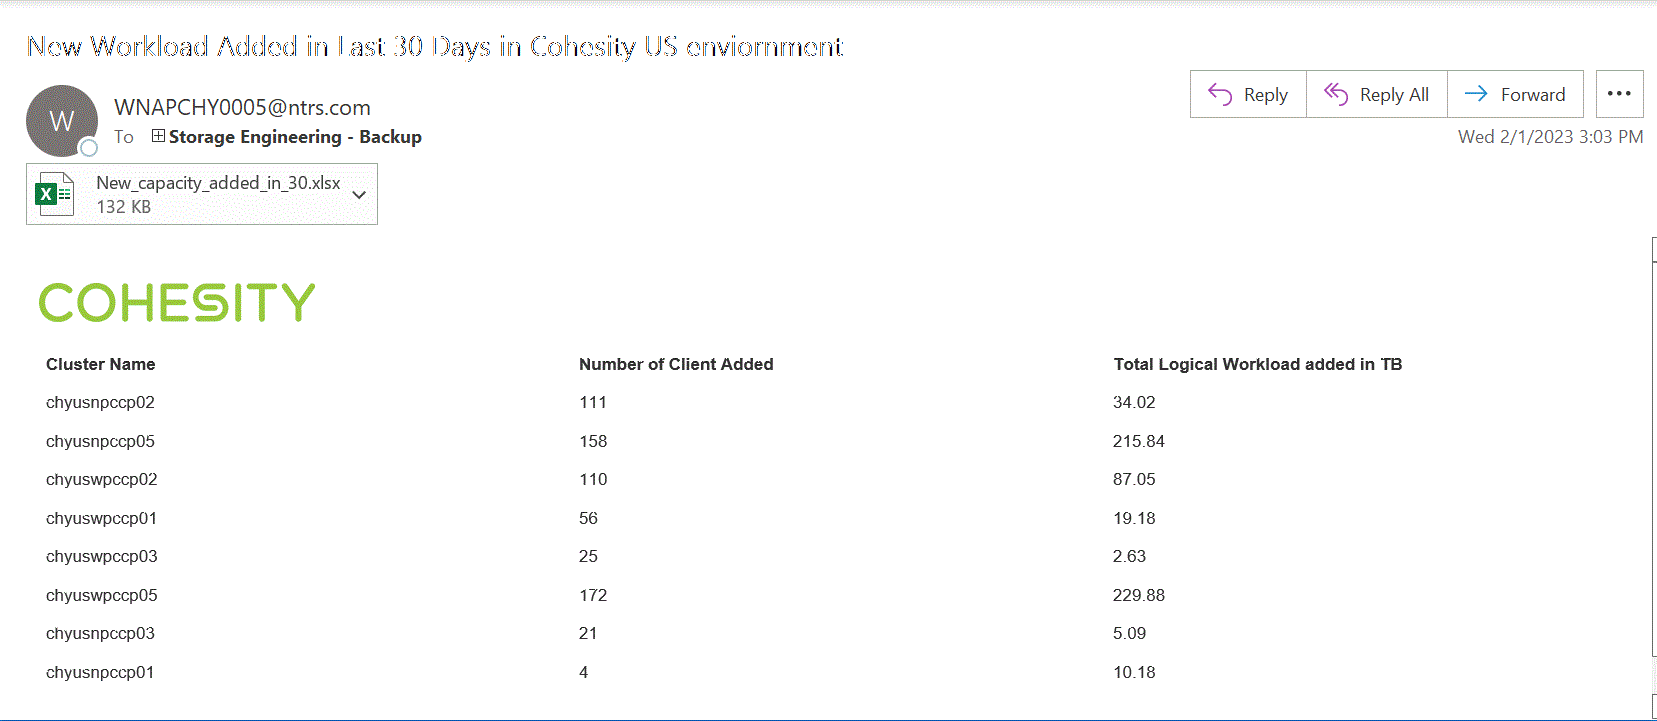 New Workload Added in Last 30 Days in Cohesity US enviornment
W
WNAPCHY0005@ntrs.com
To Storage Engineering - Backup
Reply Reply All Forward ...
Wed 2/1/2023 3:03 PM
X New_capacity_added_in_30.xlsx
132 KB
COHESITY
Cluster Name Number of Client Added Total Logical Workload added in TB
chyusnpccp02 111 34.02
chyusnpccp05 158 215.84
chyuswpccp02 110 87.05
chyuswpccp01 56 19.18
chyuswpccp03 25 2.63
chyuswpccp05 172 229.88
chyusnpccp03 21 5.09
chyusnpccp01 4 10.18